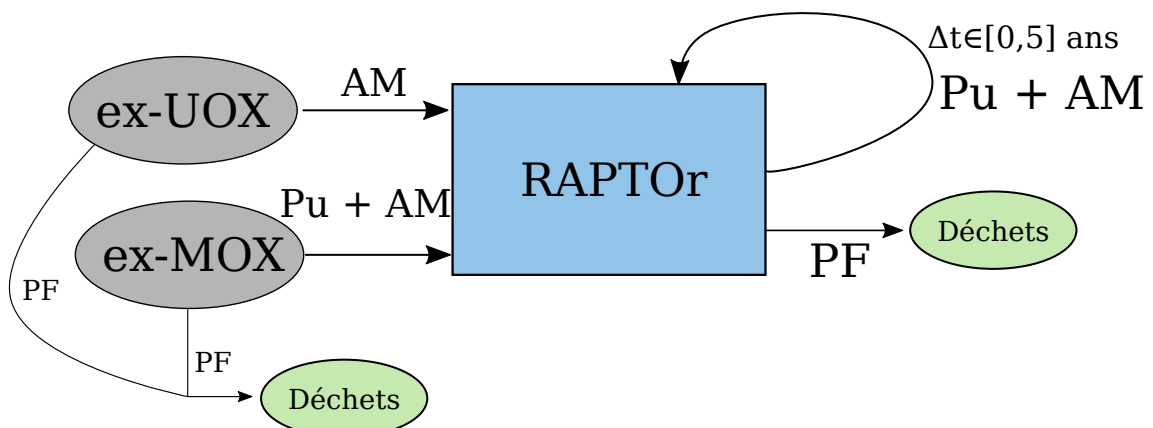 Δt∈[0,5] ans
Pu + AM
ex-UOX
AM
RAPTOr
Pu + AM
ex-MOX
Déchets
PF
PF
PF
Déchets